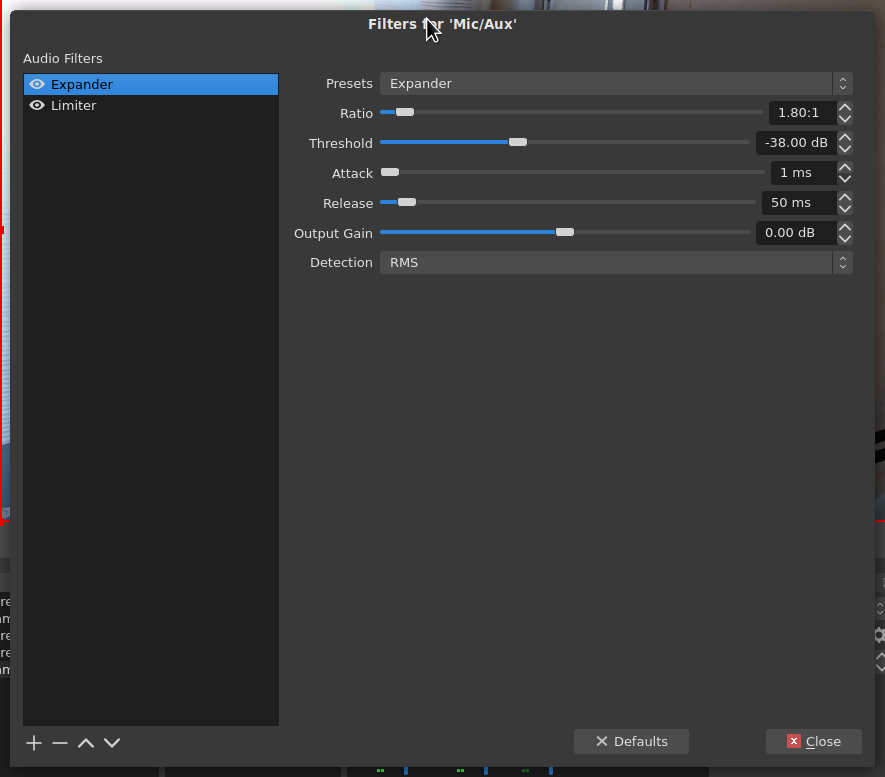 Filters for 'Mic/Aux'
Audio Filters
Expander
Limiter
Presets Expander
Ratio 1.80:1
Threshold -38.00 dB
Attack 1 ms
Release 50 ms
Output Gain 0.00 dB
Detection RMS
Defaults
Close